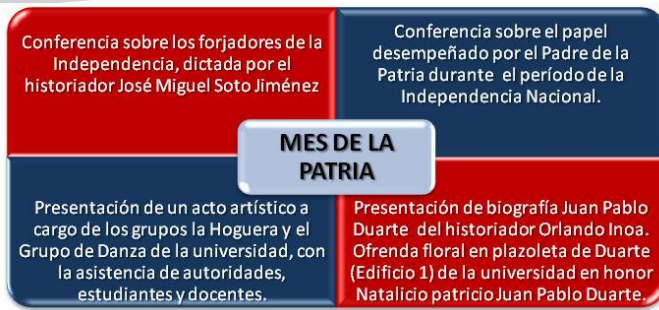 Conferencia sobre los forjadores de la
Independencia, dictada por el
historiador José Miguel Soto Jiménez
Conferencia sobre el papel
desempeñado por el Padre de la
Patria durante el período de la
Independencia Nacional.
MES DE LA
PATRIA
Presentación de un acto artístico a
cargo de los grupos la Hoguera y el
Grupo de Danza de la universidad, con
la asistencia de autoridades,
estudiantes y docentes.
Presentación de biografía Juan Pablo
Duarte del historiador Orlando Inoa.
Ofrenda floral en plazoleta de Duarte
(Edificio 1) de la universidad en honor
Natalicio patricio Juan Pablo Duarte.